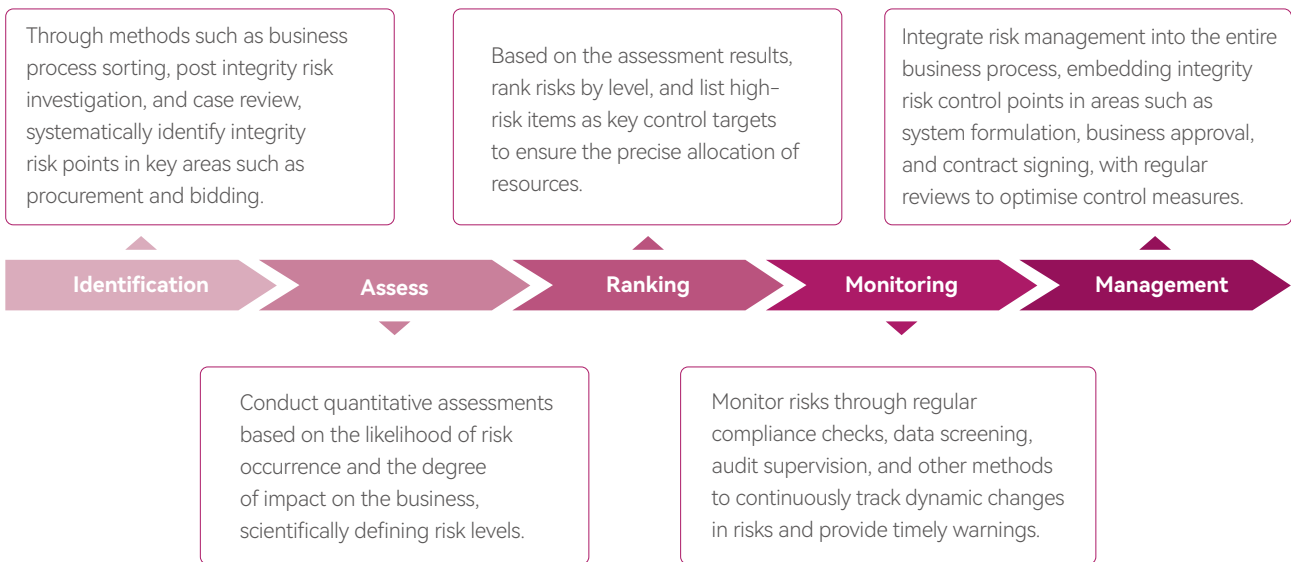 Through methods such as business
process sorting, post integrity risk
investigation, and case review,
systematically identify integrity
risk points in key areas such as
procurement and bidding.
Based on the assessment results,
rank risks by level, and list high-
risk items as key control targets
to ensure the precise allocation of
resources.
Integrate risk management into the entire
business process, embedding integrity
risk control points in areas such as
system formulation, business approval,
and contract signing, with regular
reviews to optimise control measures.
Identification
Assess
Ranking
Monitoring
Management
Conduct quantitative assessments
based on the likelihood of risk
occurrence and the degree
of impact on the business,
scientifically defining risk levels.
Monitor risks through regular
compliance checks, data screening,
audit supervision, and other methods
to continuously track dynamic changes
in risks and provide timely warnings.